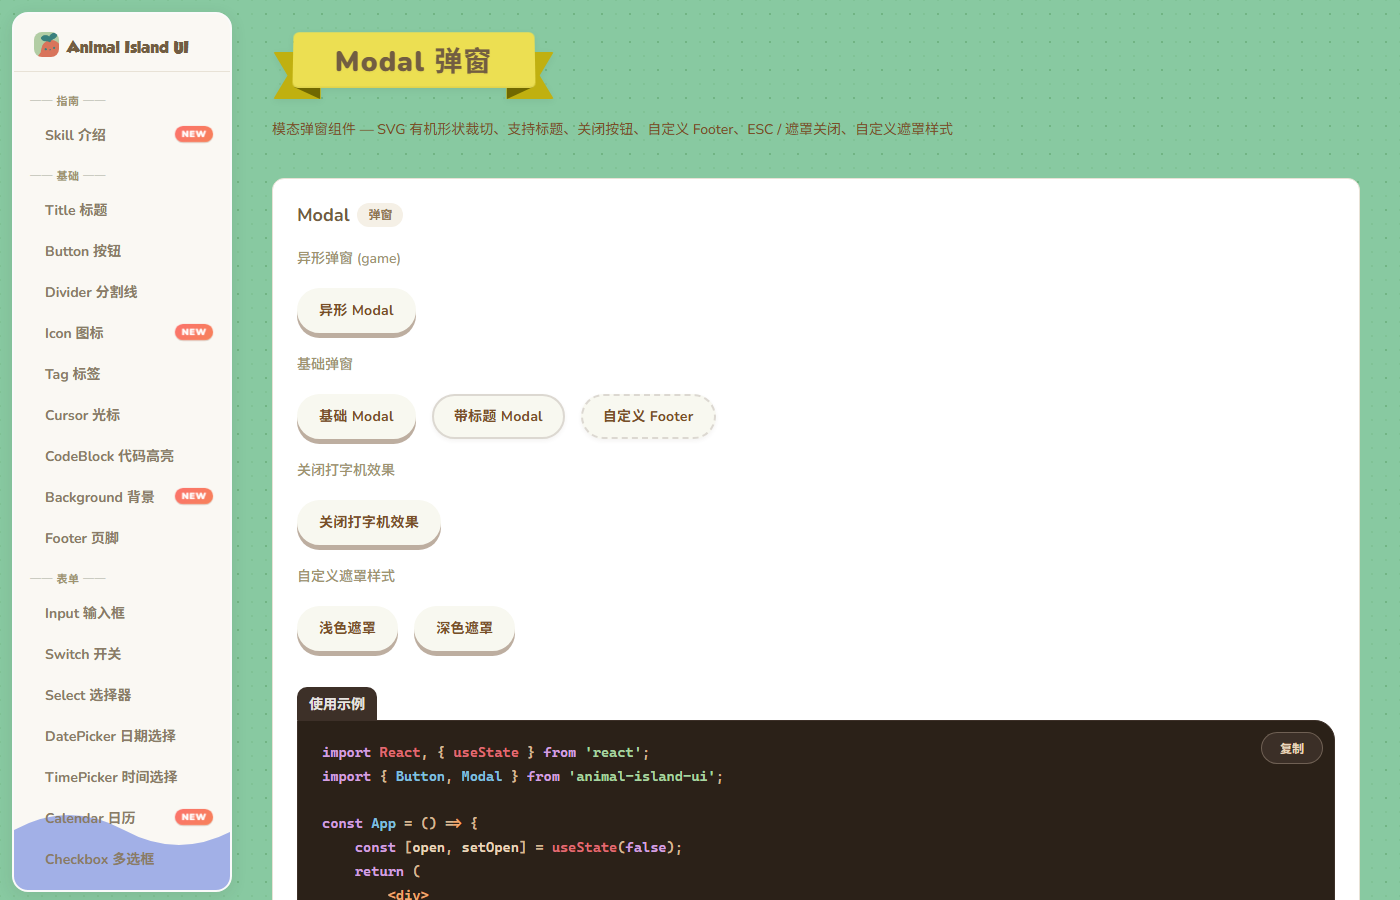 Animal Island UI
指南
Skill 介绍 NEW
基础
Title 标题
Button 按钮
Divider 分割线
Icon 图标 NEW
Tag 标签
Cursor 光标
CodeBlock 代码高亮
Background 背景 NEW
Footer 页脚
表单
Input 输入框
Switch 开关
Select 选择器
DatePicker 日期选择
TimePicker 时间选择
Calendar 日历 NEW
Checkbox 多选框
Modal 弹窗
模态弹窗组件 — SVG 有机形状裁切、支持标题、关闭按钮、自定义 Footer、ESC / 遮罩关闭、自定义遮罩样式
Modal 弹窗
异形弹窗 (game)
异形 Modal
基础弹窗
基础 Modal 带标题 Modal 自定义 Footer
关闭打字机效果
关闭打字机效果
自定义遮罩样式
浅色遮罩 深色遮罩
使用示例
复制
import React, { useState } from 'react';
import { Button, Modal } from 'animal-island-ui';
const App = () => {
    const [open, setOpen] = useState(false);
    return (
        <div>